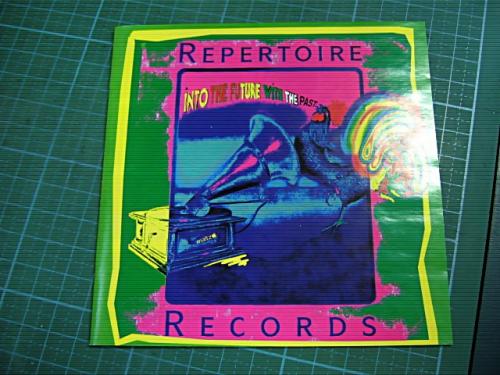 REPERTOIRE
INTO THE FUTURE WITH THE PAST
RECORDS